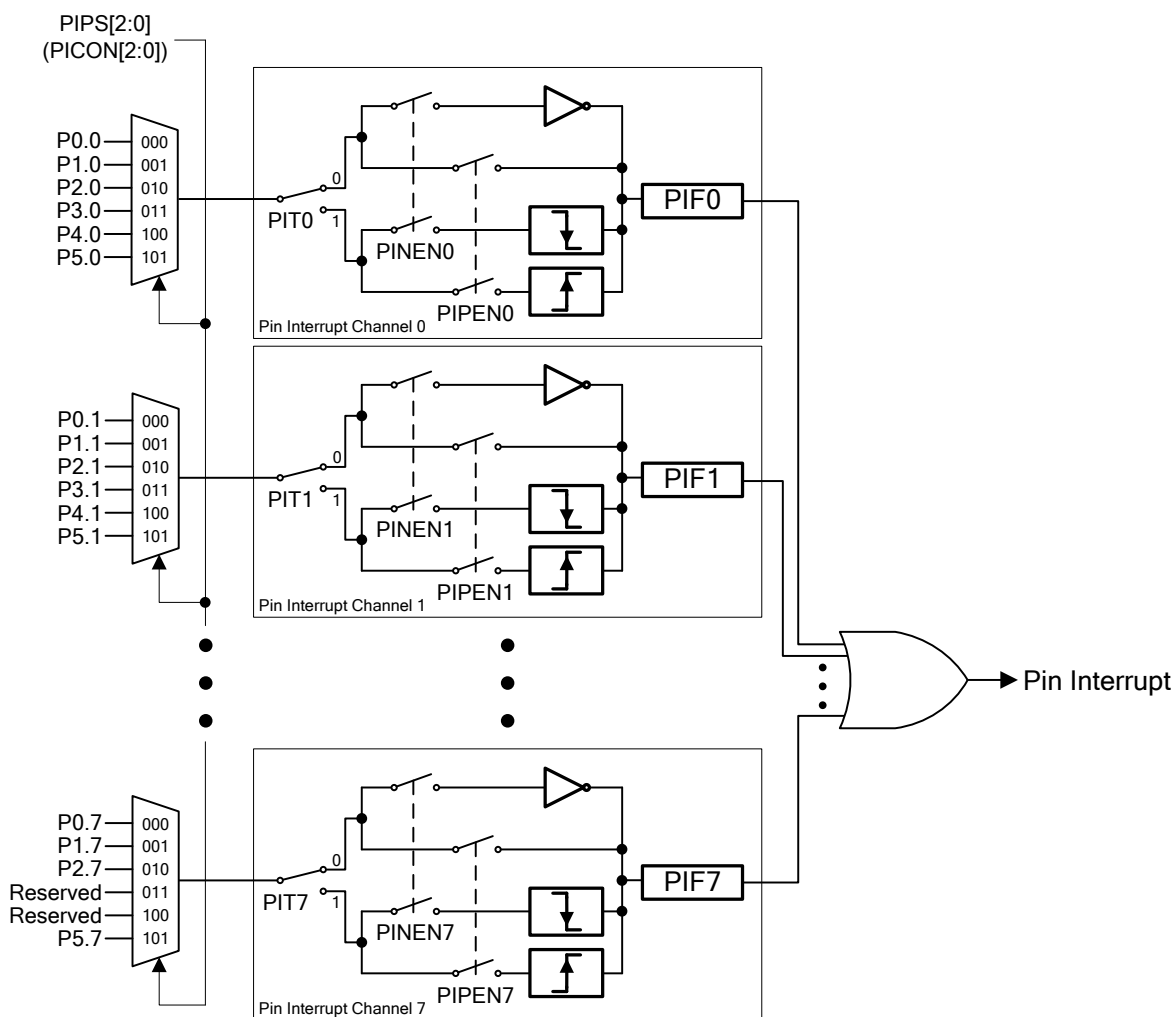 PIPS[2:0]
(PICON[2:0])
P0.0
P1.0
P2.0
P3.0
P4.0
P5.0
000
001
010
011
100
101
PIT0
0
1
PINEN0
PIPEN0
PIF0
Pin Interrupt Channel 0
P0.1
P1.1
P2.1
P3.1
P4.1
P5.1
000
001
010
011
100
101
PIT1
0
1
PINEN1
PIPEN1
PIF1
Pin Interrupt Channel 1
Pin Interrupt
P0.7
P1.7
P2.7
Reserved
Reserved
P5.7
000
001
010
011
100
101
PIT7
0
1
PINEN7
PIPEN7
PIF7
Pin Interrupt Channel 7